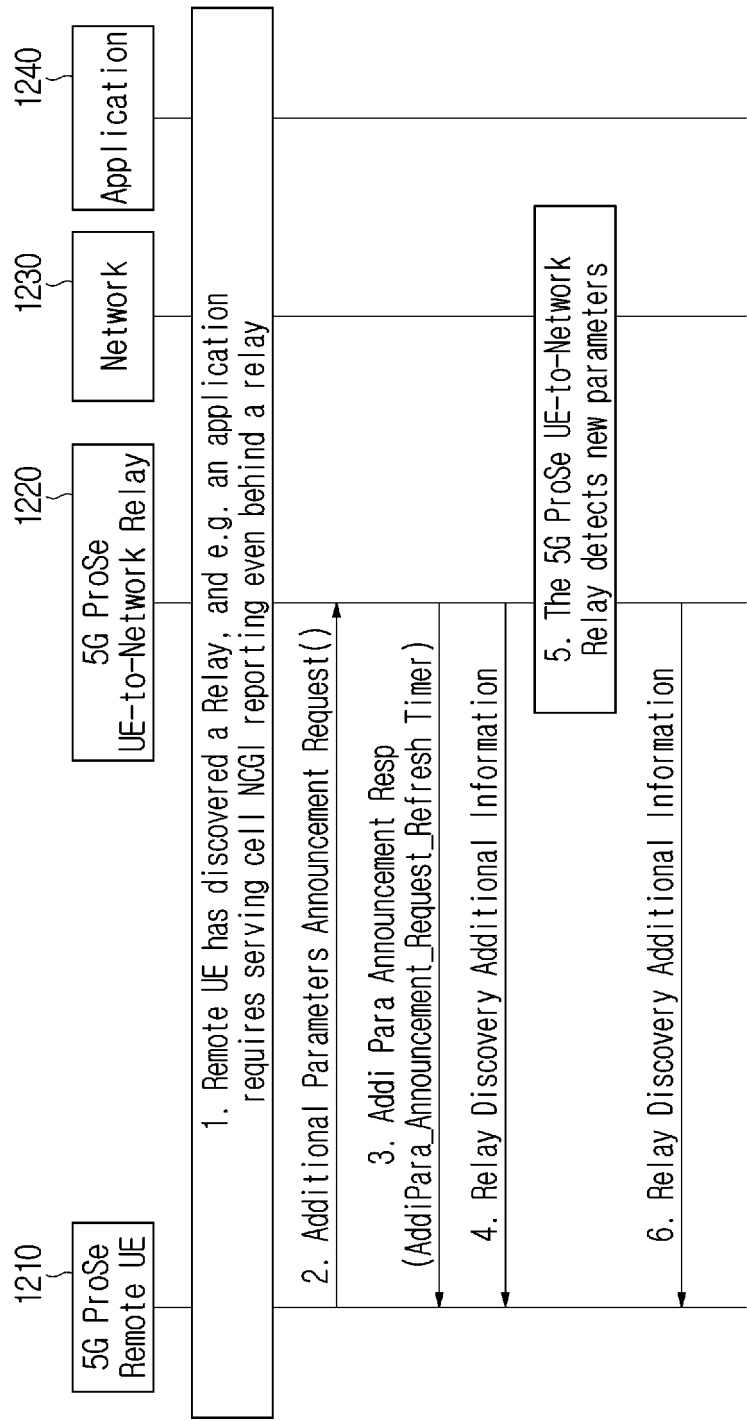 1210
5G ProSe
Remote UE
1220
5G ProSe
UE-to-Network Relay
1230
Network
1240
Application
1. Remote UE has discovered a Relay, and e.g. an application
requires serving cell NCGI reporting even behind a relay
2. Additional Parameters Announcement Request()
3. Addi Para Announcement Resp
(AddiPara_Announcement_Request_Refresh Timer)
4. Relay Discovery Additional Information
5. The 5G ProSe UE-to-Network
Relay detects new parameters
6. Relay Discovery Additional Information